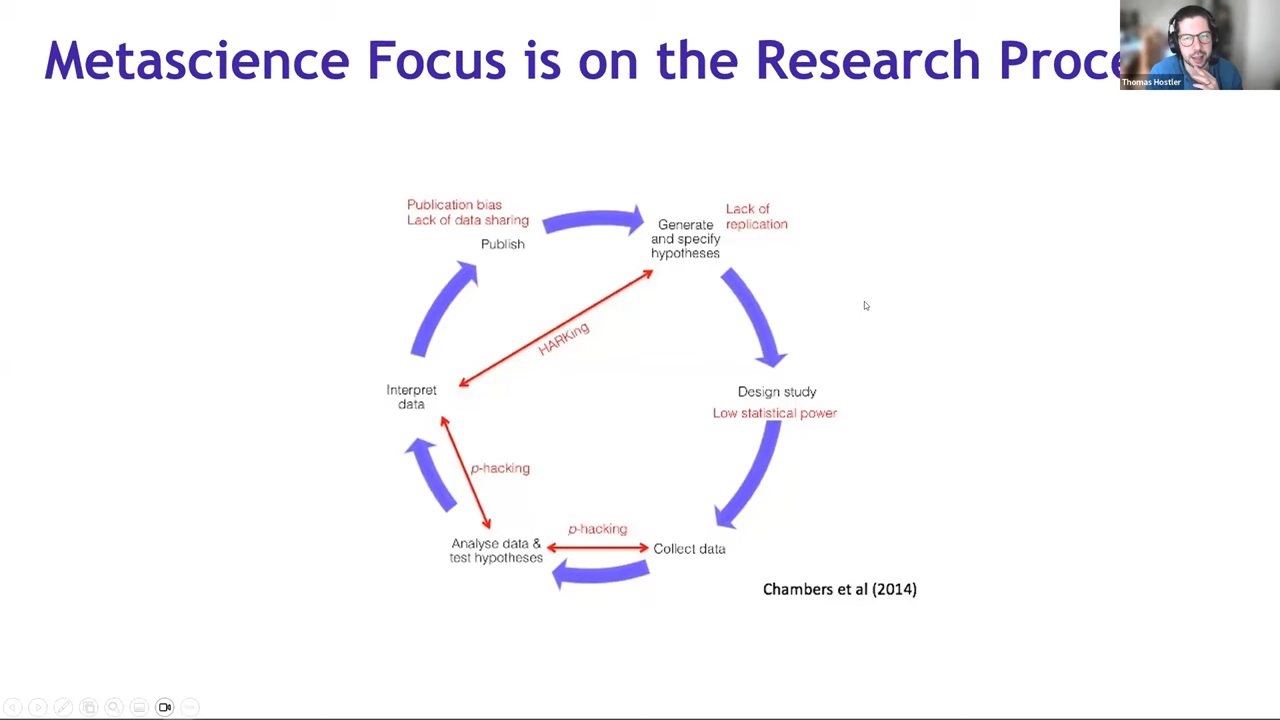 Metascience Focus is on the Research Proce
Thomas Hostler
Publication bias
Lack of data sharing
Publish
Generate
and specify
hypotheses
Lack of
replication
HARKing
Interpret
data
Design study
Low statistical power
p-hacking
p-hacking
Analyse data &
test hypotheses
Collect data
Chambers et al (2014)